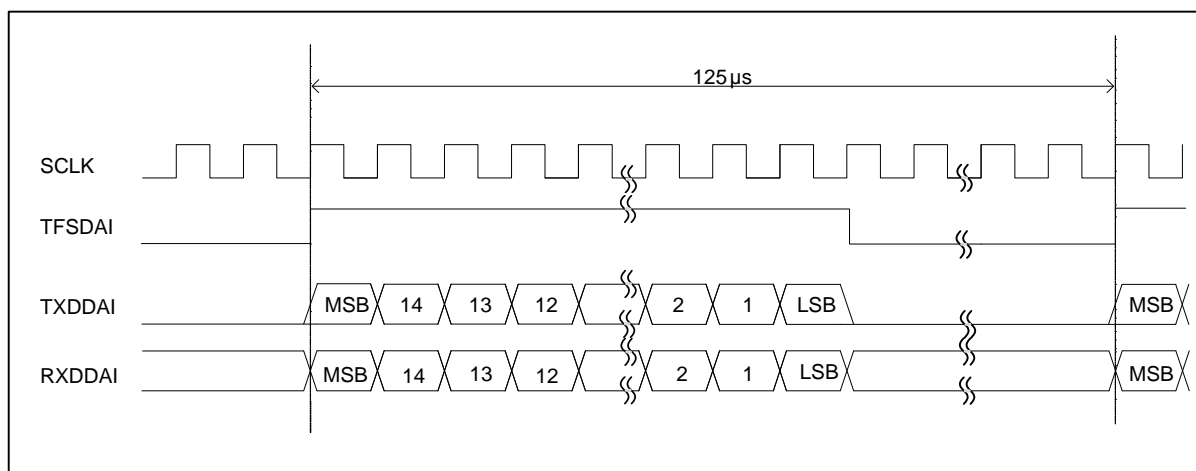 125µs
SCLK
TFSDAI
TXDDAI MSB 14 13 12 2 1 LSB MSB
RXDDAI MSB 14 13 12 2 1 LSB MSB